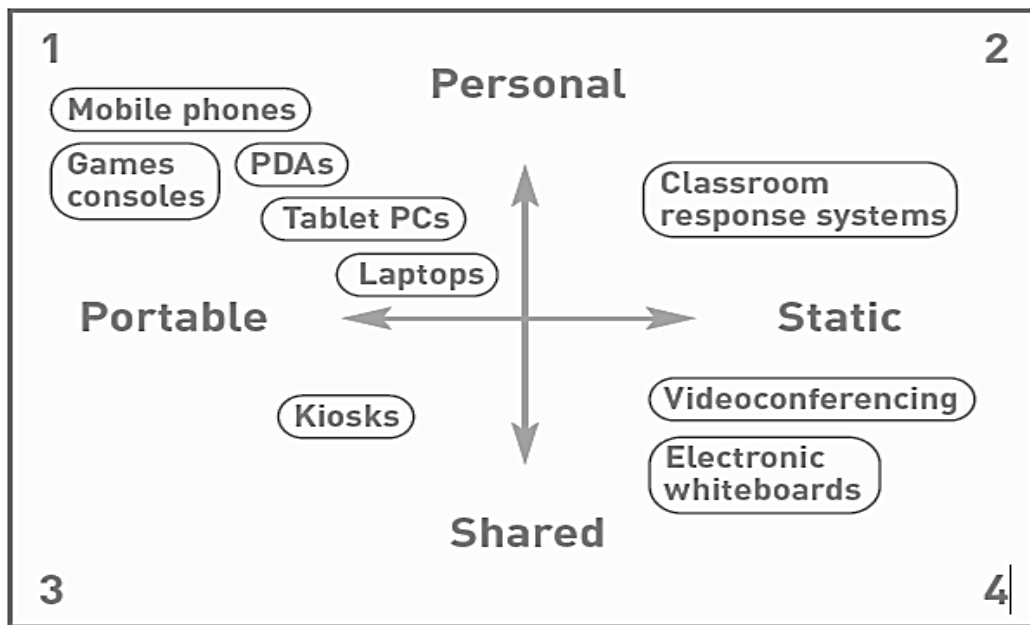 1
2
Personal
Mobile phones
Games
consoles
PDAs
Classroom
response systems
Tablet PCs
Laptops
Portable
Static
Kiosks
Videoconferencing
Electronic
whiteboards
Shared
3
4